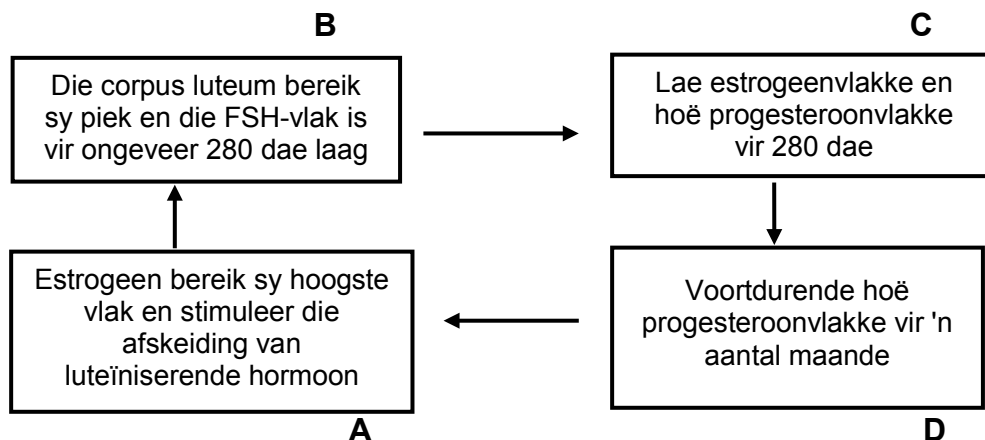 B
Die corpus luteum bereik
sy piek en die FSH-vlak is
vir ongeveer 280 dae laag
C
Lae estrogeenvlakke en
hoë progesteroonvlakke
vir 280 dae
Estrogeen bereik sy hoogste
vlak en stimuleer die
afskeiding van
luteïniserende hormoon
A
Voortdurende hoë
progesteroonvlakke vir 'n
aantal maande
D